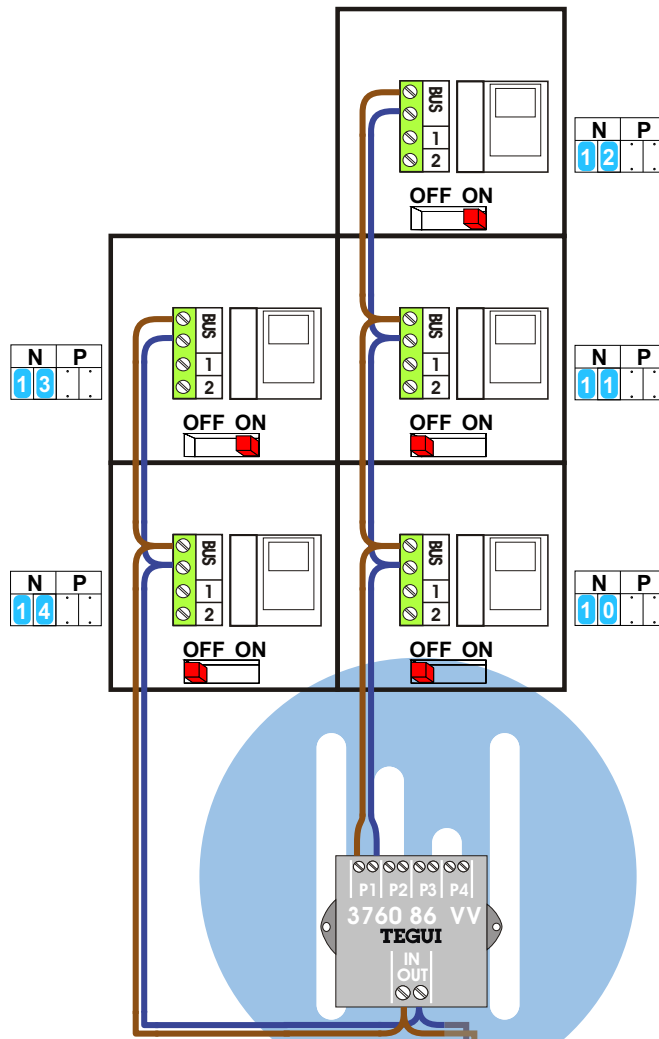 BUS
1
2
OFF ON
N P
1 2 : :
BUS
1
2
OFF ON
N P
1 3 : :
BUS
1
2
OFF ON
N P
1 1 : :
BUS
1
2
OFF ON
N P
1 4 : :
BUS
1
2
OFF ON
N P
1 0 : :
P1 P2 P3 P4
3760 86 VV
TEGUI
IN
OUT